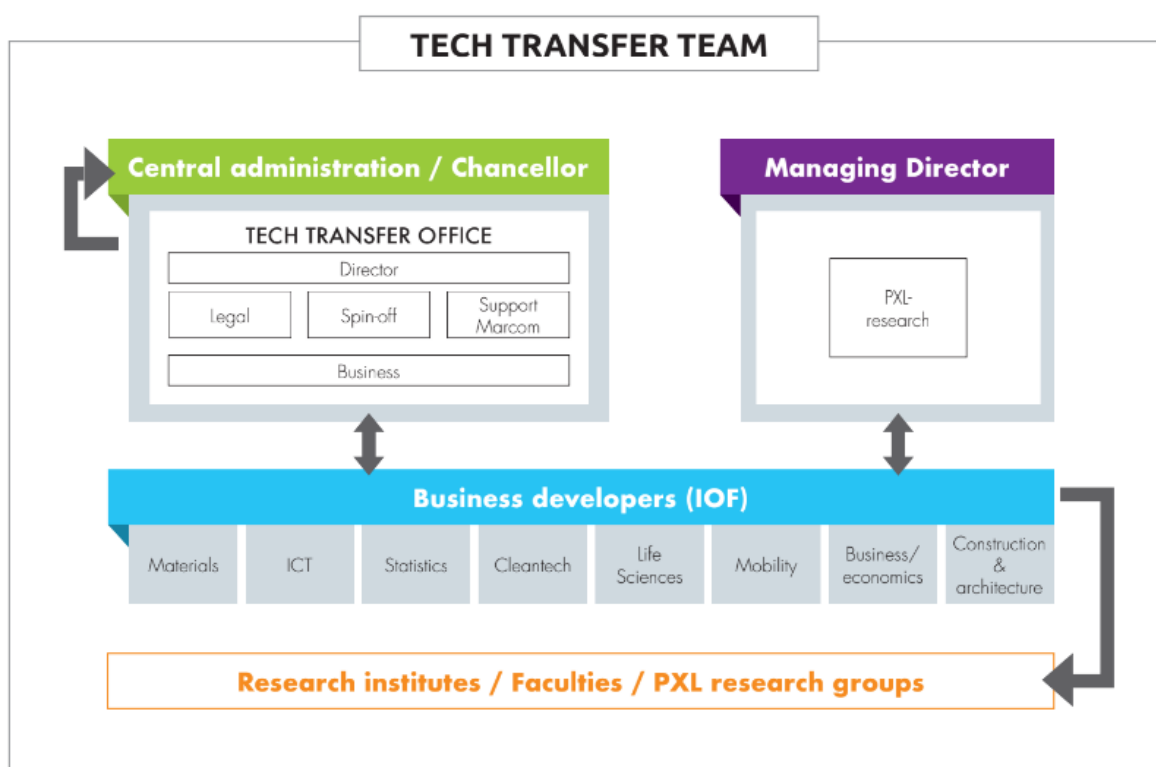 TECH TRANSFER TEAM
Central administration / Chancellor
Managing Director
TECH TRANSFER OFFICE
Director
Legal
Spin-off
Support
Marcom
Business
PXL-
research
Business developers (IOF)
Materials
ICT
Statistics
Cleantech
Life
Sciences
Mobility
Business/
economics
Construction
&
architecture
Research institutes / Faculties / PXL research groups